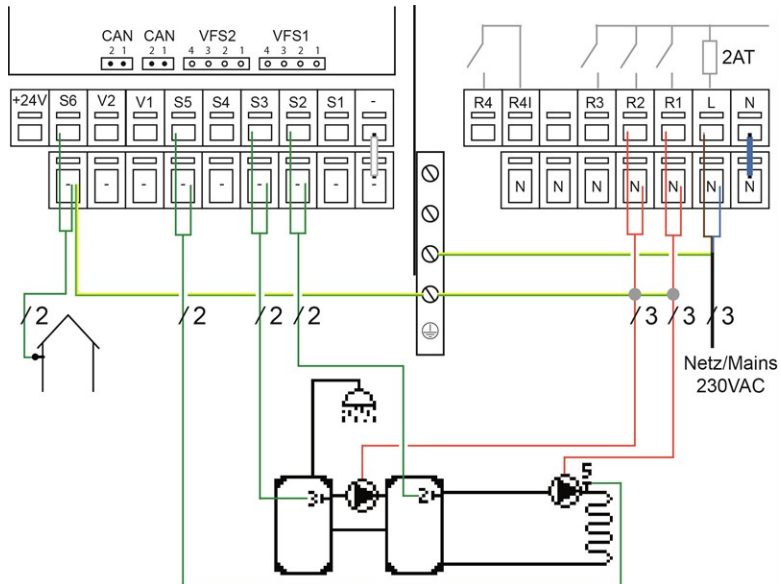 CAN CAN VFS2 VFS1
2 1 2 1 4 3 2 1 4 3 2 1
2AT
+24V S6 V2 V1 S5 S4 S3 S2 S1 - R4 R4I R3 R2 R1 L N
- - - - - - - - - N N N N N N N
/2 /2 /2 /2 /3 /3 /3
Netz/Mains
230VAC
5
3 2